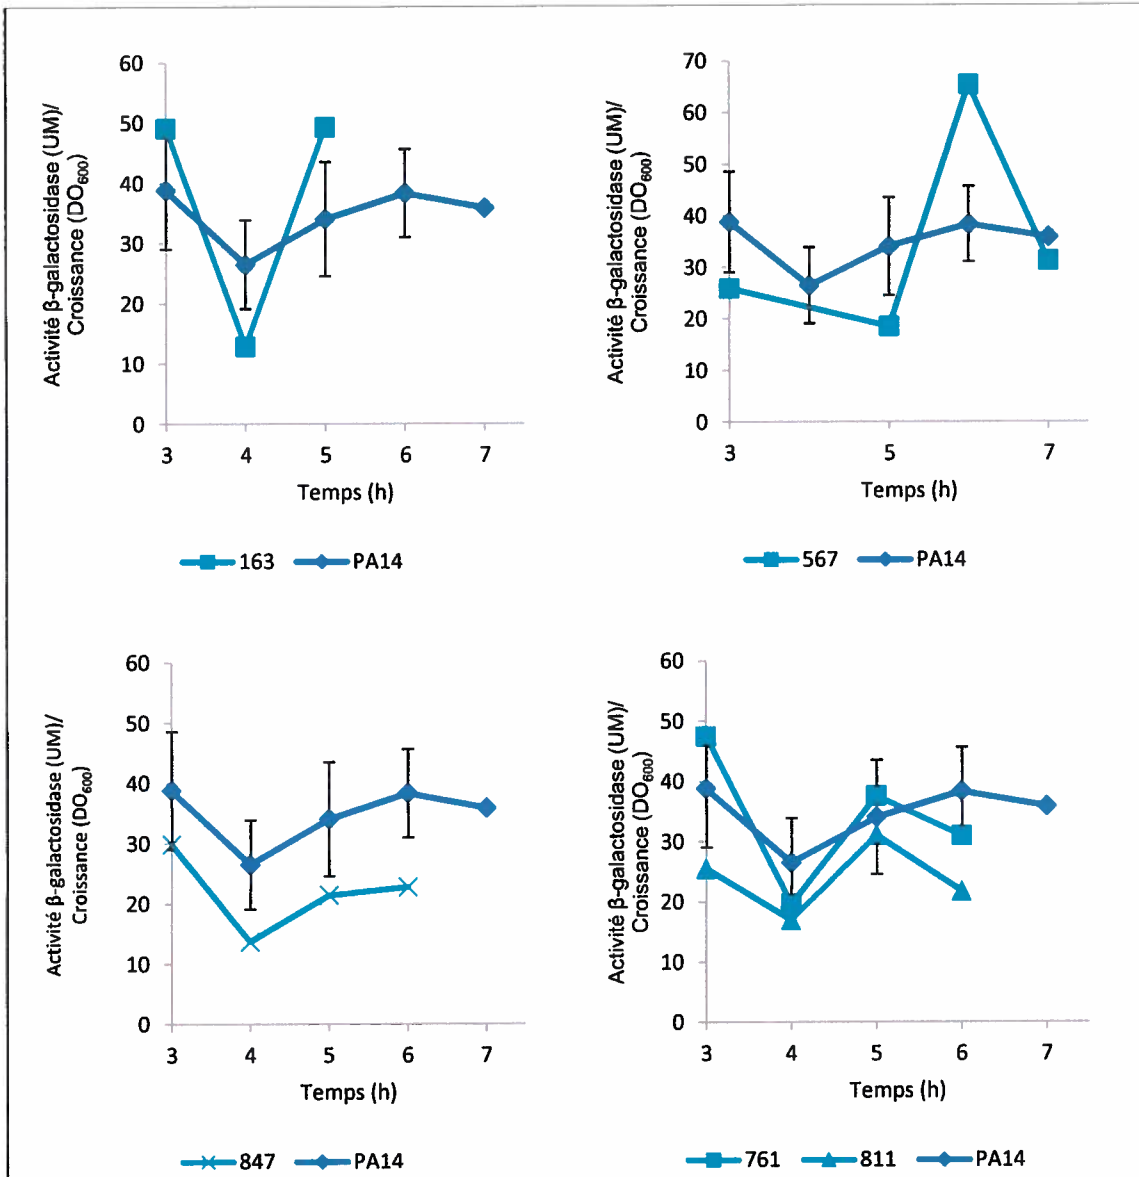 Activité β-galactosidase (UM)/
Croissance (DO600)
60
50
40
30
20
10
0
3 4 5 6 7
Temps (h)
163 PA14
Activité β-galactosidase (UM)/
Croissance (DO600)
70
60
50
40
30
20
10
0
3 5 7
Temps (h)
567 PA14
Activité β-galactosidase (UM)/
Croissance (DO600)
60
50
40
30
20
10
0
3 4 5 6 7
Temps (h)
847 PA14
Activité β-galactosidase (UM)/
Croissance (DO600)
60
50
40
30
20
10
0
3 4 5 6 7
Temps (h)
761 811 PA14